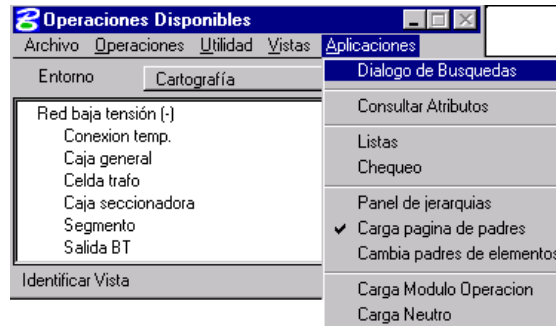 Operaciones Disponibles
Archivo Operaciones Utilidad Vistas Aplicaciones
Entorno Cartografía
Red baja tensión (-)
Conexion temp.
Caja general
Celda trafo
Caja seccionadora
Segmento
Salida BT
Identificar Vista
Dialogo de Busquedas
Consultar Atributos
Listas
Chequeo
Panel de jerarquias
Carga pagina de padres
Cambia padres de elementos
Carga Modulo Operacion
Carga Neutro